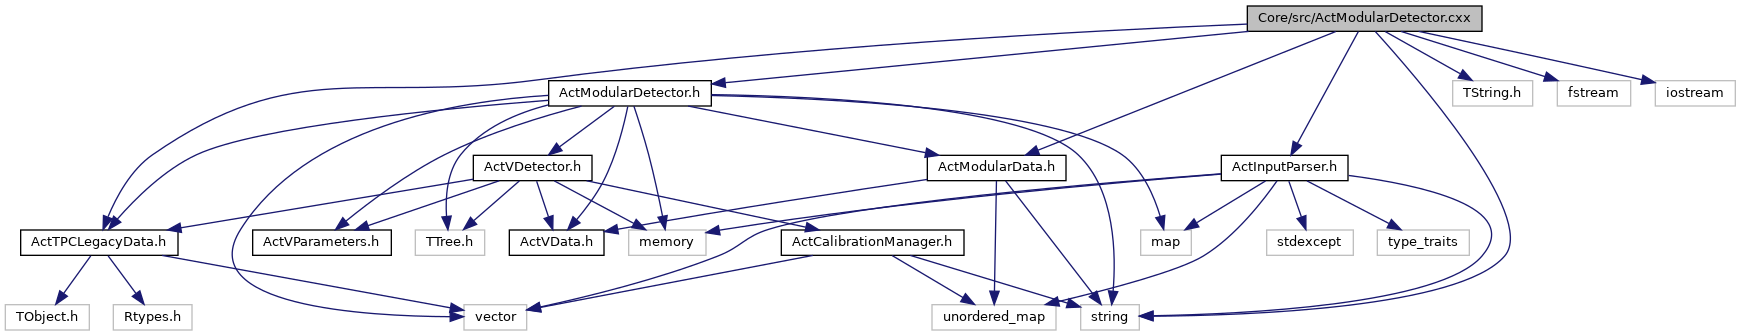 Core/src/ActModularDetector.cxx
ActModularDetector.h
TString.h
fstream
iostream
ActVDetector.h
ActModularData.h
ActInputParser.h
ActTPCLegacyData.h
ActVParameters.h
TTree.h
ActVData.h
memory
ActCalibrationManager.h
map
stdexcept
type_traits
TObject.h
Rtypes.h
vector
unordered_map
string